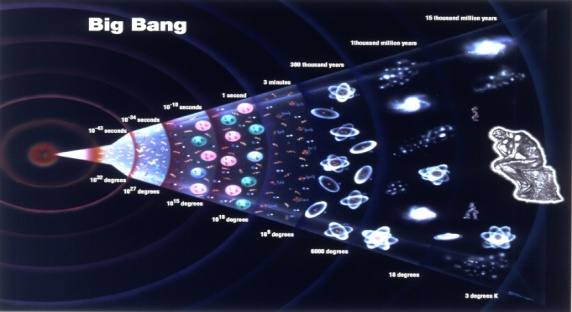 Big Bang
15 thousand million years
1thousand million years
300 thousand years
3 minutes
1 second
10⁻¹⁰ seconds
10⁻³⁴ seconds
10⁻⁴³ seconds
10³² degrees
10²⁷ degrees
10¹⁵ degrees
10¹⁰ degrees
10⁹ degrees
6000 degrees
18 degrees
3 degrees K